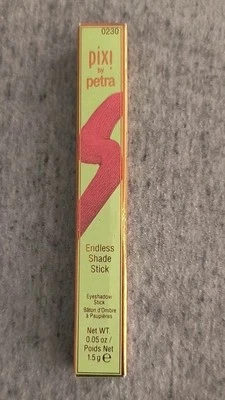 0230
pixi
by
petra
Endless
Shade
Stick
Eyeshadow
Stick
Bâton d'Ombre
à Paupières
Net WT.
0.05 oz /
Poids Net
1.5 g ℮